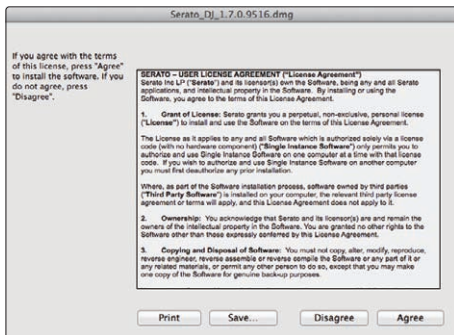 Serato_DJ_1.7.0.9516.dmg
If you agree with the terms
of this license, press "Agree"
to install the software. If you
do not agree, press
"Disagree".
SERATO – USER LICENSE AGREEMENT ("License Agreement")
Serato Inc LP ("Serato") and its licensor(s) own the Software, being any and all Serato
applications, and intellectual property in the Software. By installing or using the
Software, you agree to the terms of this License Agreement.
1. Grant of License: Serato grants you a perpetual, non-exclusive, personal license
("License") to install and use the Software on the terms of this License Agreement.
The License as it applies to any and all Software which is authorized solely via a license
code (with no hardware component) ("Single Instance Software") only permits you to
authorize and use Single Instance Software on one computer at a time with that license
code. If you wish to authorize and use Single Instance Software on another computer
you must first deauthorize any prior installation.
Where, as part of the Software installation process, software owned by third parties
("Third Party Software") is installed on your computer, the relevant third party license
agreement or terms will apply, and this License Agreement does not apply to it.
2. Ownership: You acknowledge that Serato and its licensor(s) are and remain the
owners of the intellectual property in the Software. You are granted no other rights to the
Software other than those expressly conferred by this License Agreement.
3. Copying and Disposal of Software: You must not copy, alter, modify, reproduce,
reverse engineer, reverse assemble or reverse compile the Software or any part of it or
any related materials, or permit any other person to do so, except that you may make
one copy of the Software for genuine back-up purposes.
Print Save... Disagree Agree